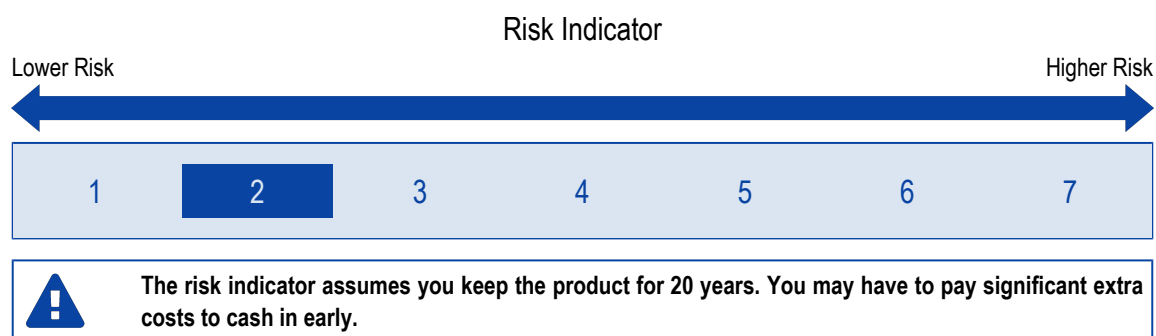 Risk Indicator
Lower Risk Higher Risk
1 2 3 4 5 6 7
The risk indicator assumes you keep the product for 20 years. You may have to pay significant extra
costs to cash in early.